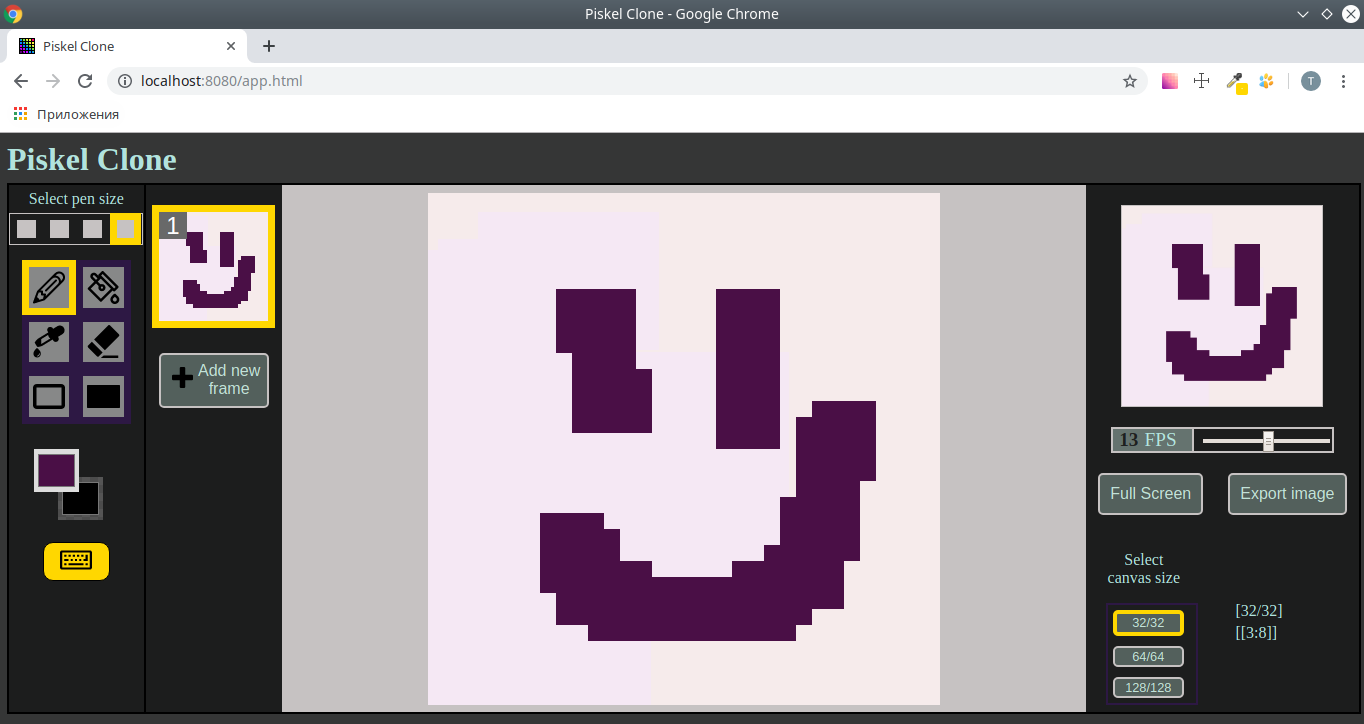 Piskel Clone - Google Chrome
Piskel Clone
localhost:8080/app.html
T
Приложения
Piskel Clone
Select pen size
1
Add new
frame
13 FPS
Full Screen
Export image
Select
canvas size
32/32
64/64
128/128
[32/32]
[[3:8]]